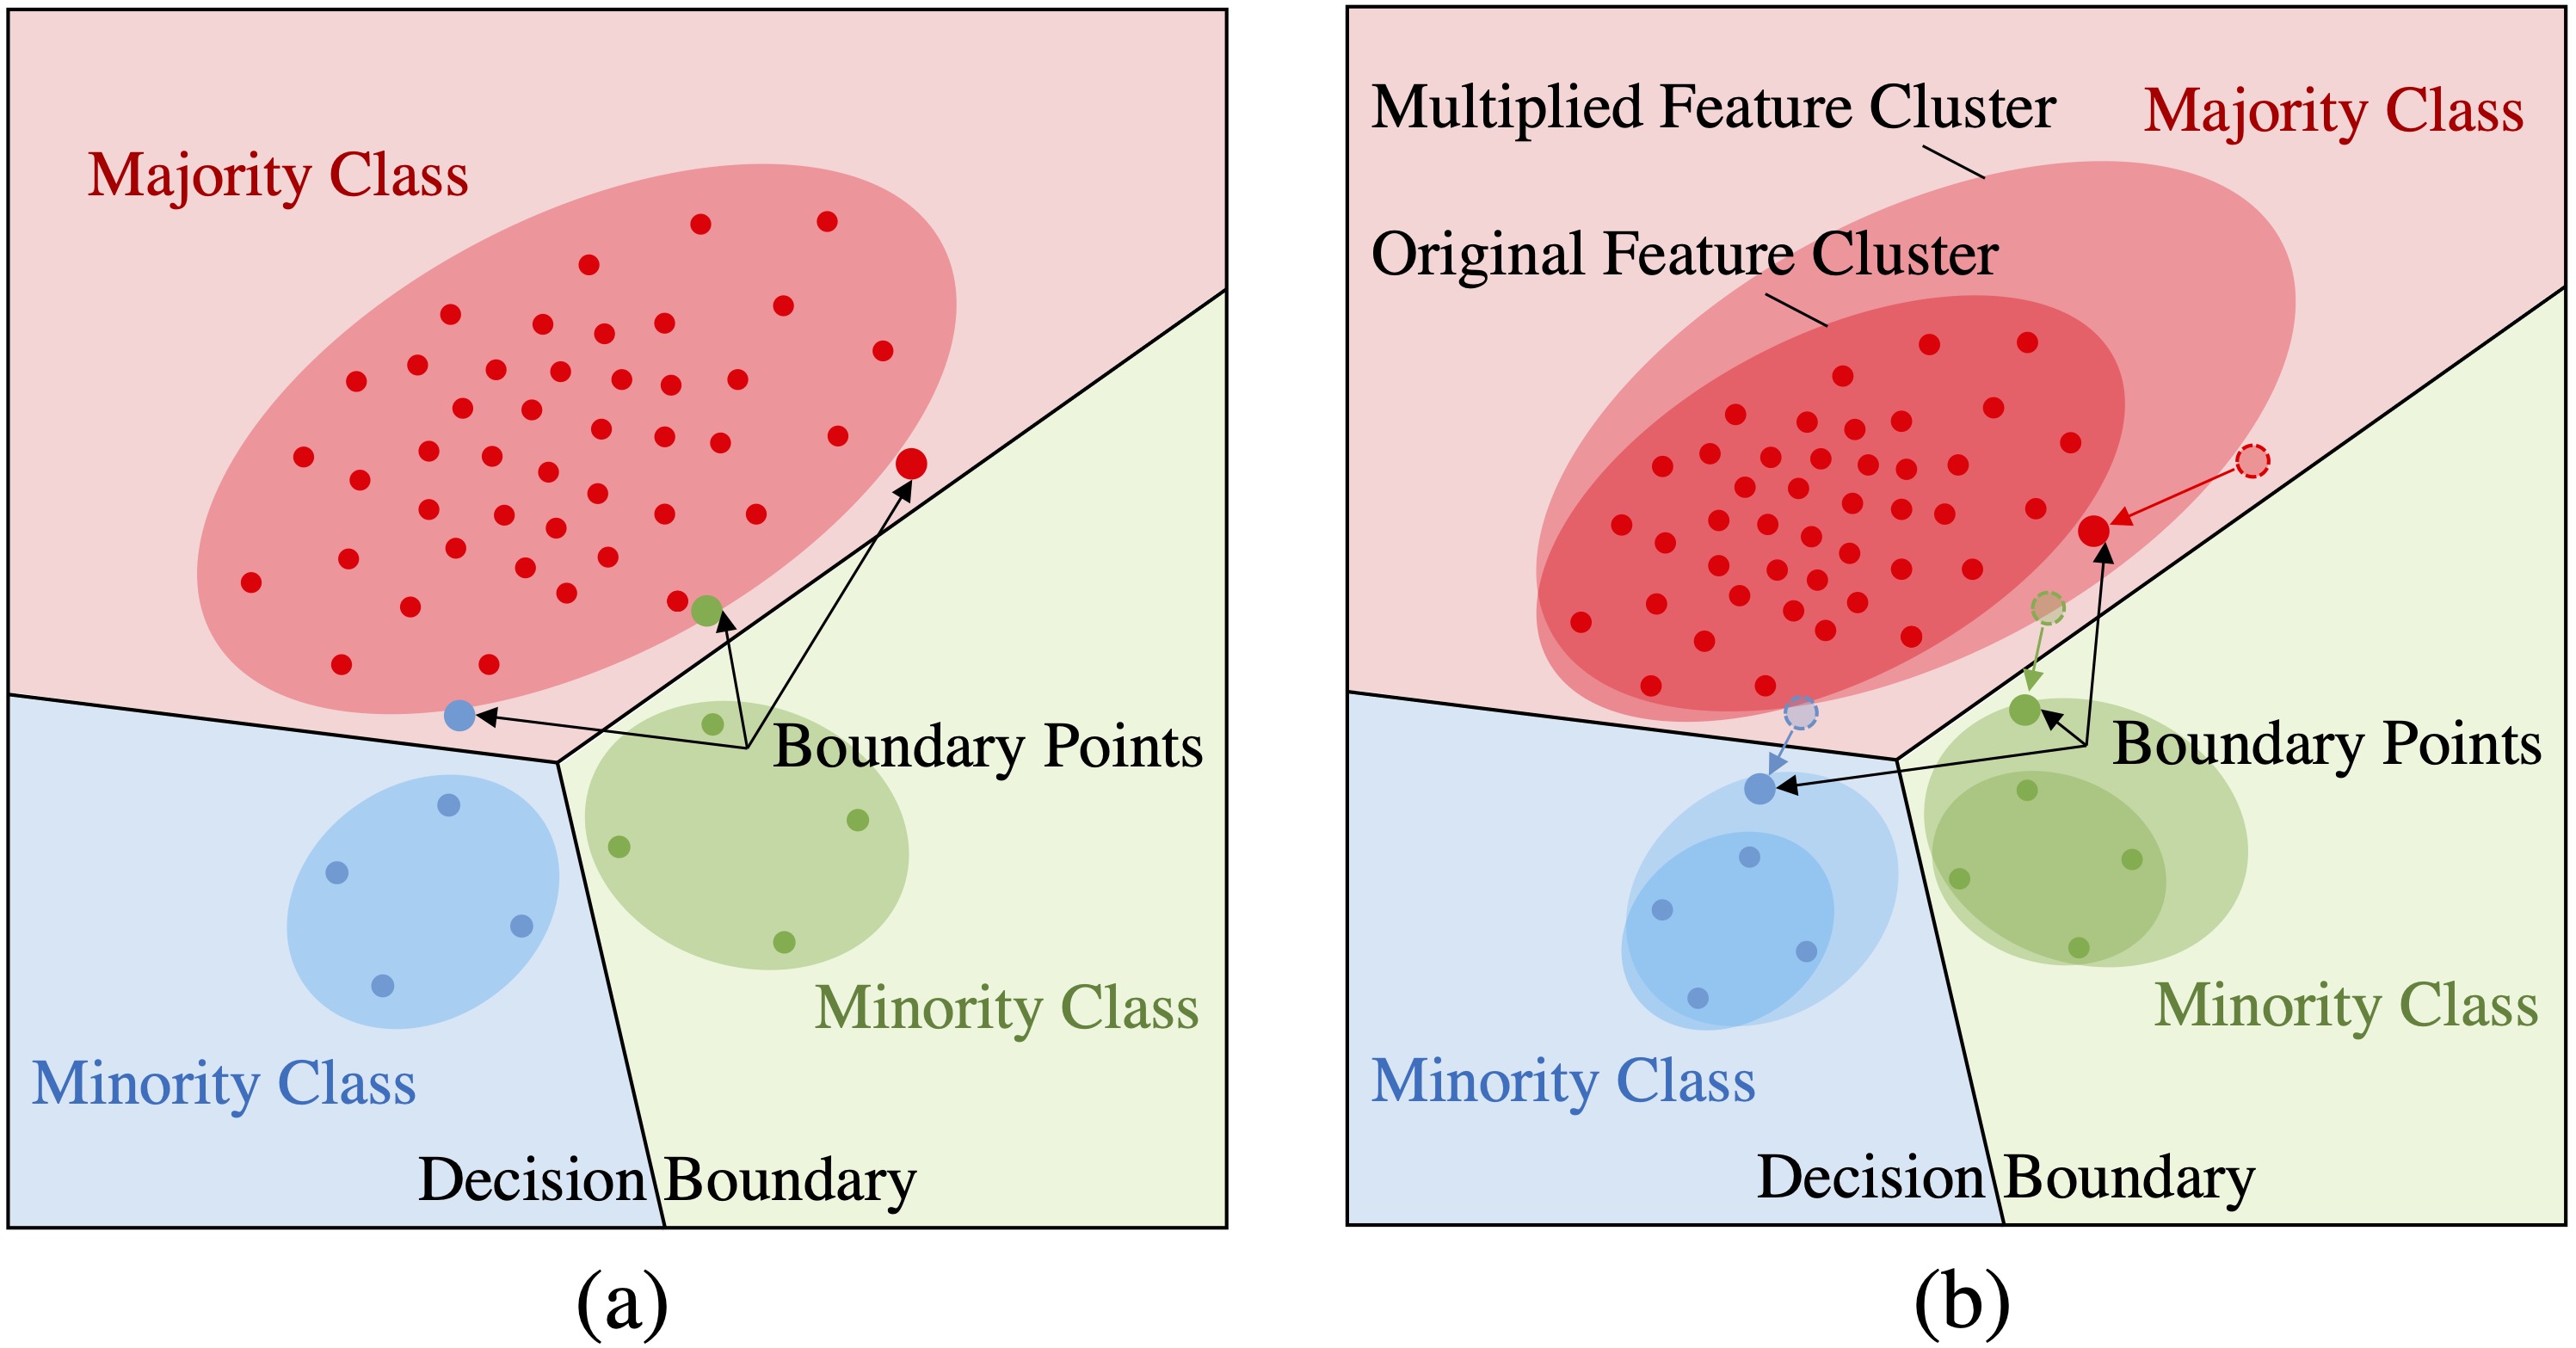 Majority Class
Boundary Points
Minority Class
Minority Class
Decision Boundary
(a)
Multiplied Feature Cluster
Majority Class
Original Feature Cluster
Boundary Points
Minority Class
Minority Class
Decision Boundary
(b)